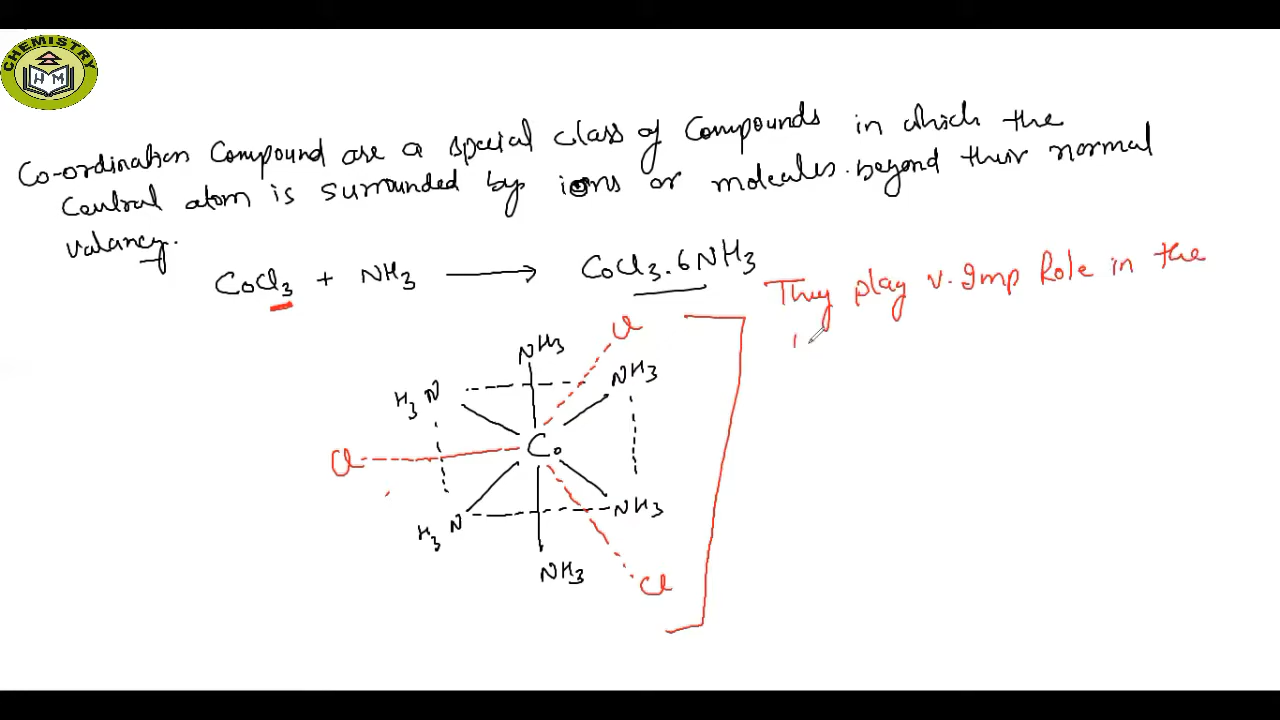 CHEMISTRY
H M
Co-ordination Compound are a special class of Compounds in which the
Central atom is surrounded by ions or molecules. beyond their normal
valancy.
CoCl3 + NH3 → CoCl3.6NH3
They play v. Imp Role in the
Cl
NH3
NH3
H3N
Co
Cl
H3N
NH3
NH3
Cl